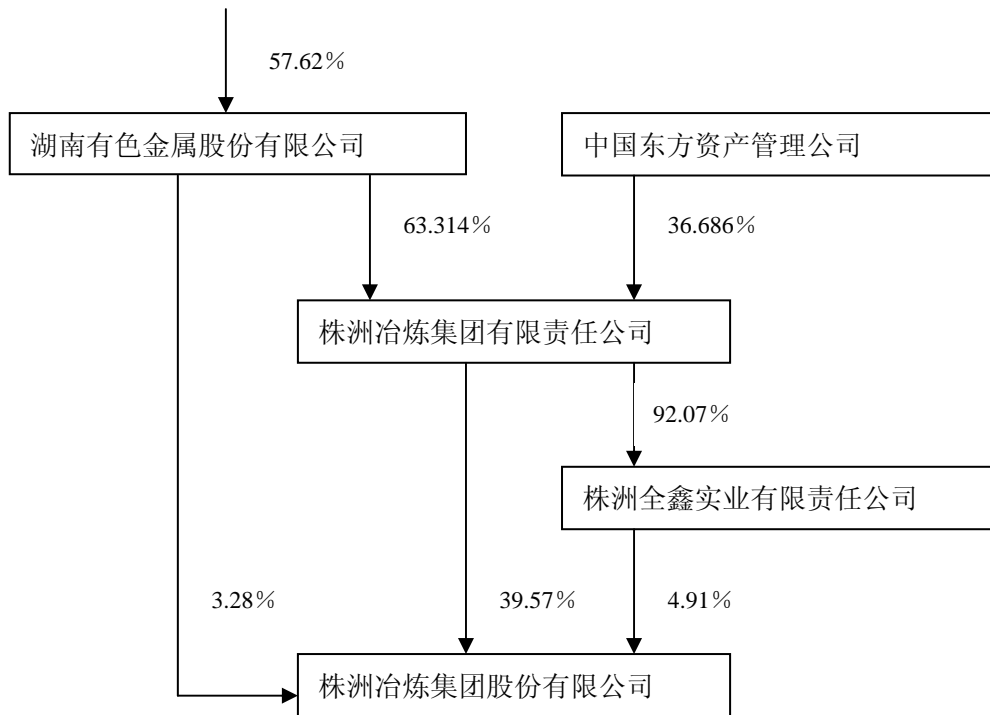 57.62％
湖南有色金属股份有限公司
中国东方资产管理公司
63.314％
36.686％
株洲冶炼集团有限责任公司
92.07％
株洲全鑫实业有限责任公司
3.28％
39.57％
4.91％
株洲冶炼集团股份有限公司